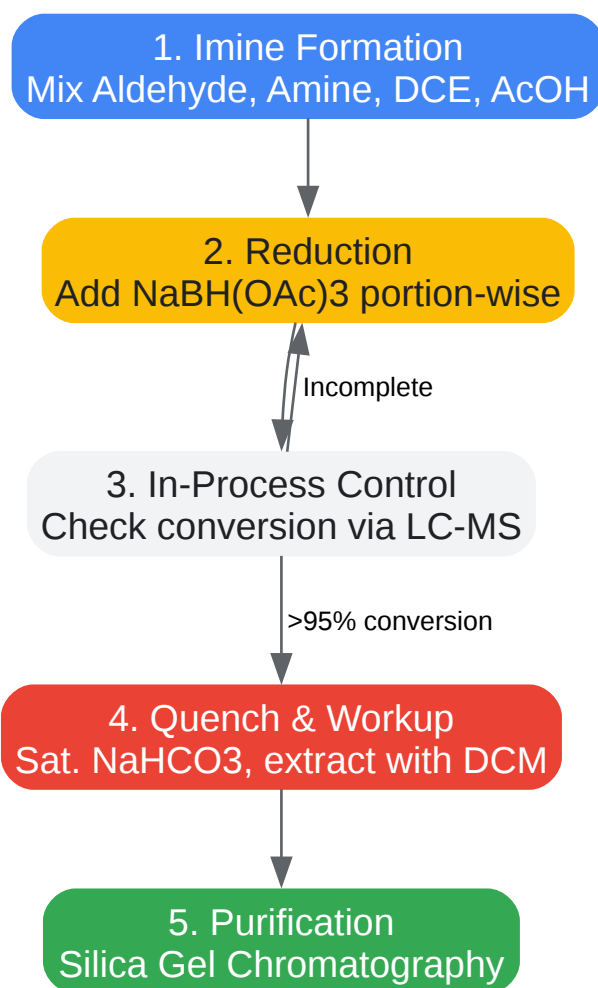 1. Imine Formation
Mix Aldehyde, Amine, DCE, AcOH
2. Reduction
Add NaBH(OAc)3 portion-wise
Incomplete
3. In-Process Control
Check conversion via LC-MS
>95% conversion
4. Quench & Workup
Sat. NaHCO3, extract with DCM
5. Purification
Silica Gel Chromatography